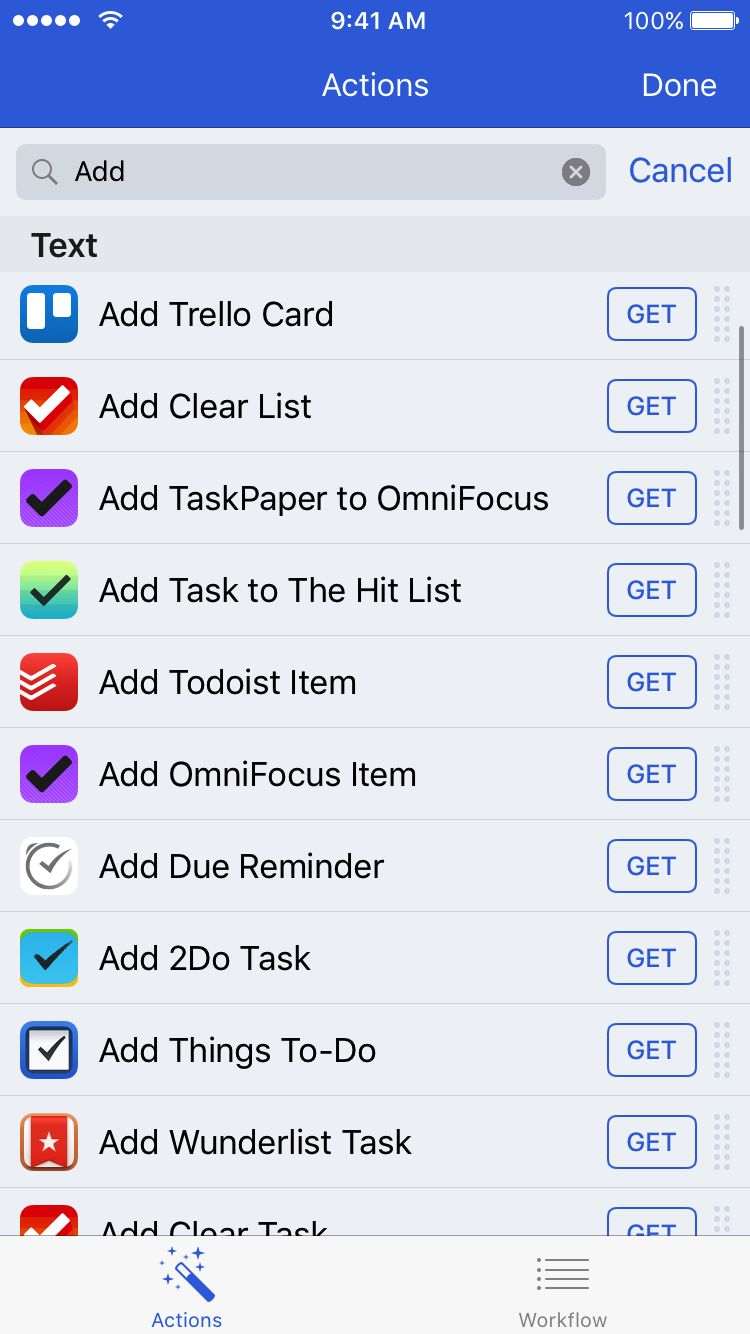 9:41 AM
100%
Actions
Done
Add
Cancel
Text
Add Trello Card
GET
Add Clear List
GET
Add TaskPaper to OmniFocus
GET
Add Task to The Hit List
GET
Add Todoist Item
GET
Add OmniFocus Item
GET
Add Due Reminder
GET
Add 2Do Task
GET
Add Things To-Do
GET
Add Wunderlist Task
GET
Add Clear Task
GET
Actions
Workflow